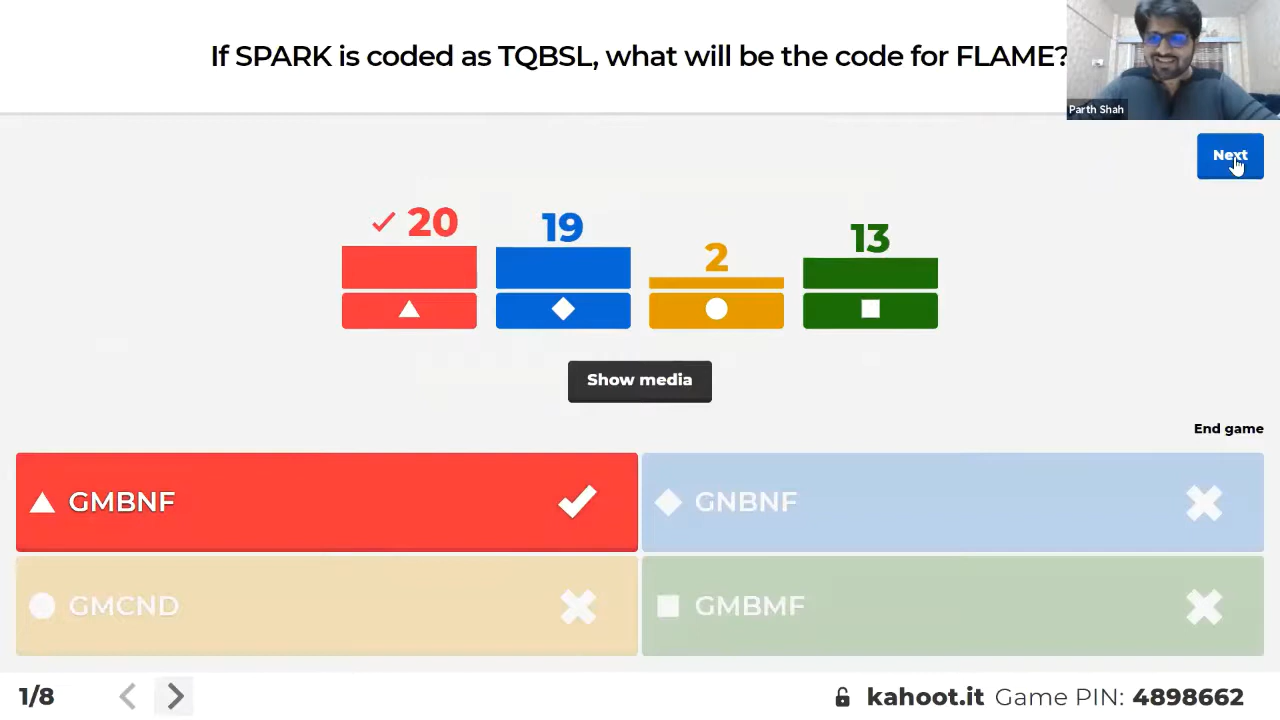 If SPARK is coded as TQBSL, what will be the code for FLAME?
Parth Shah
Next
20
19
2
13
Show media
End game
GMBNF
GNBNF
GMCND
GMBMF
1/8
kahoot.it Game PIN: 4898662